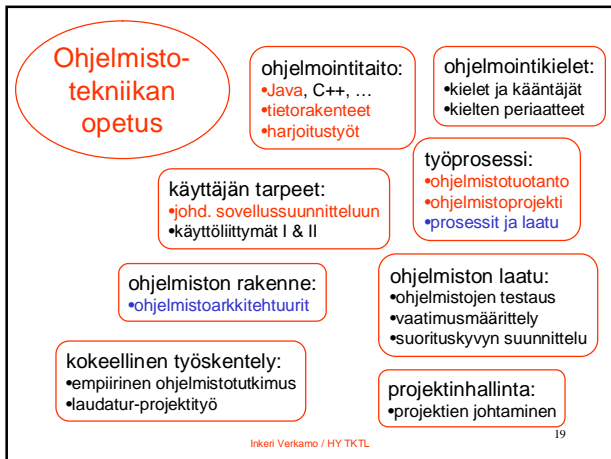 Ohjelmisto-
tekniikan
opetus
ohjelmointitaito:
•Java, C++, …
•tietorakenteet
•harjoitustyöt
ohjelmointikielet:
•kielet ja kääntäjät
•kielten periaatteet
työprosessi:
•ohjelmistotuotanto
•ohjelmistoprojekti
•prosessit ja laatu
käyttäjän tarpeet:
•johd. sovellussuunnitteluun
•käyttöliittymät I & II
ohjelmiston rakenne:
•ohjelmistoarkkitehtuurit
ohjelmiston laatu:
•ohjelmistojen testaus
•vaatimusmäärittely
•suorituskyvyn suunnittelu
kokeellinen työskentely:
•empiirinen ohjelmistotutkimus
•laudatur-projektityö
projektinhallinta:
•projektien johtaminen
Inkeri Verkamo / HY TKTL
19